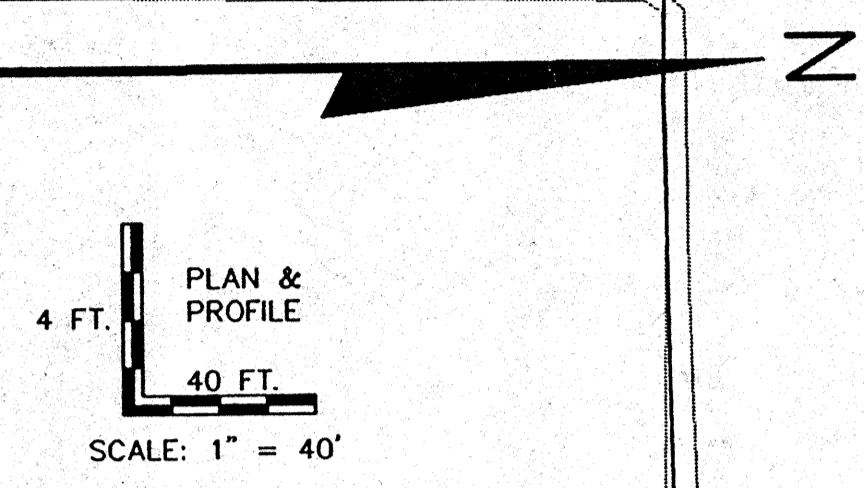 N
PLAN &
PROFILE
4 FT.
40 FT.
SCALE: 1" = 40'